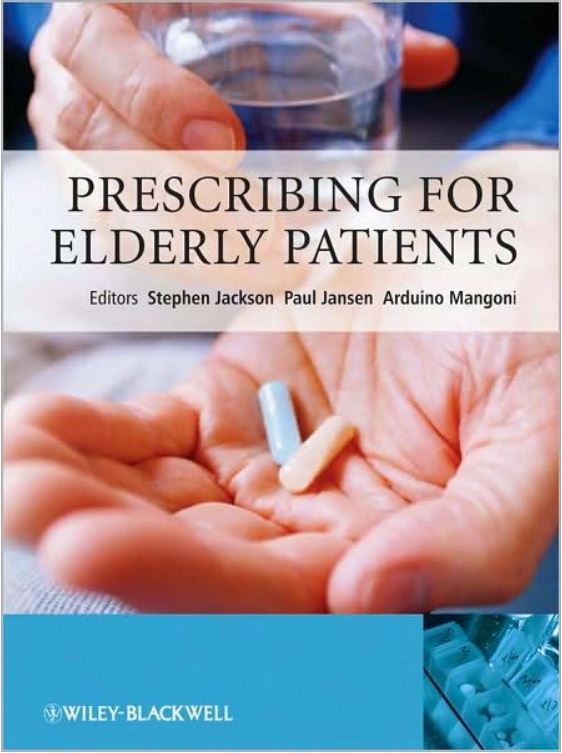 PRESCRIBING FOR
ELDERLY PATIENTS
Editors Stephen Jackson Paul Jansen Arduino Mangoni
WILEY-BLACKWELL